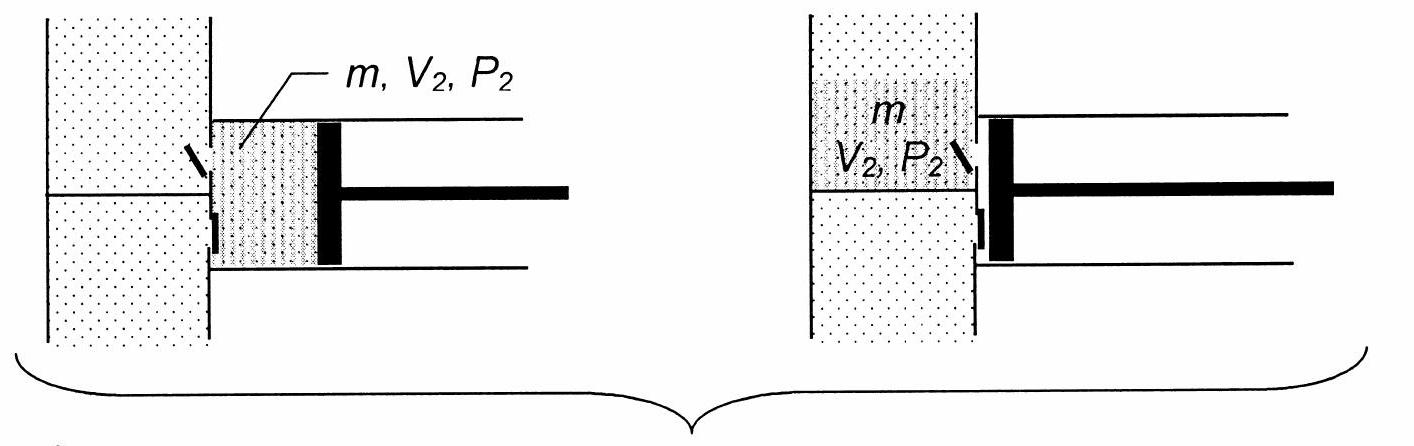 m, V₂, P₂
m
V₂, P₂